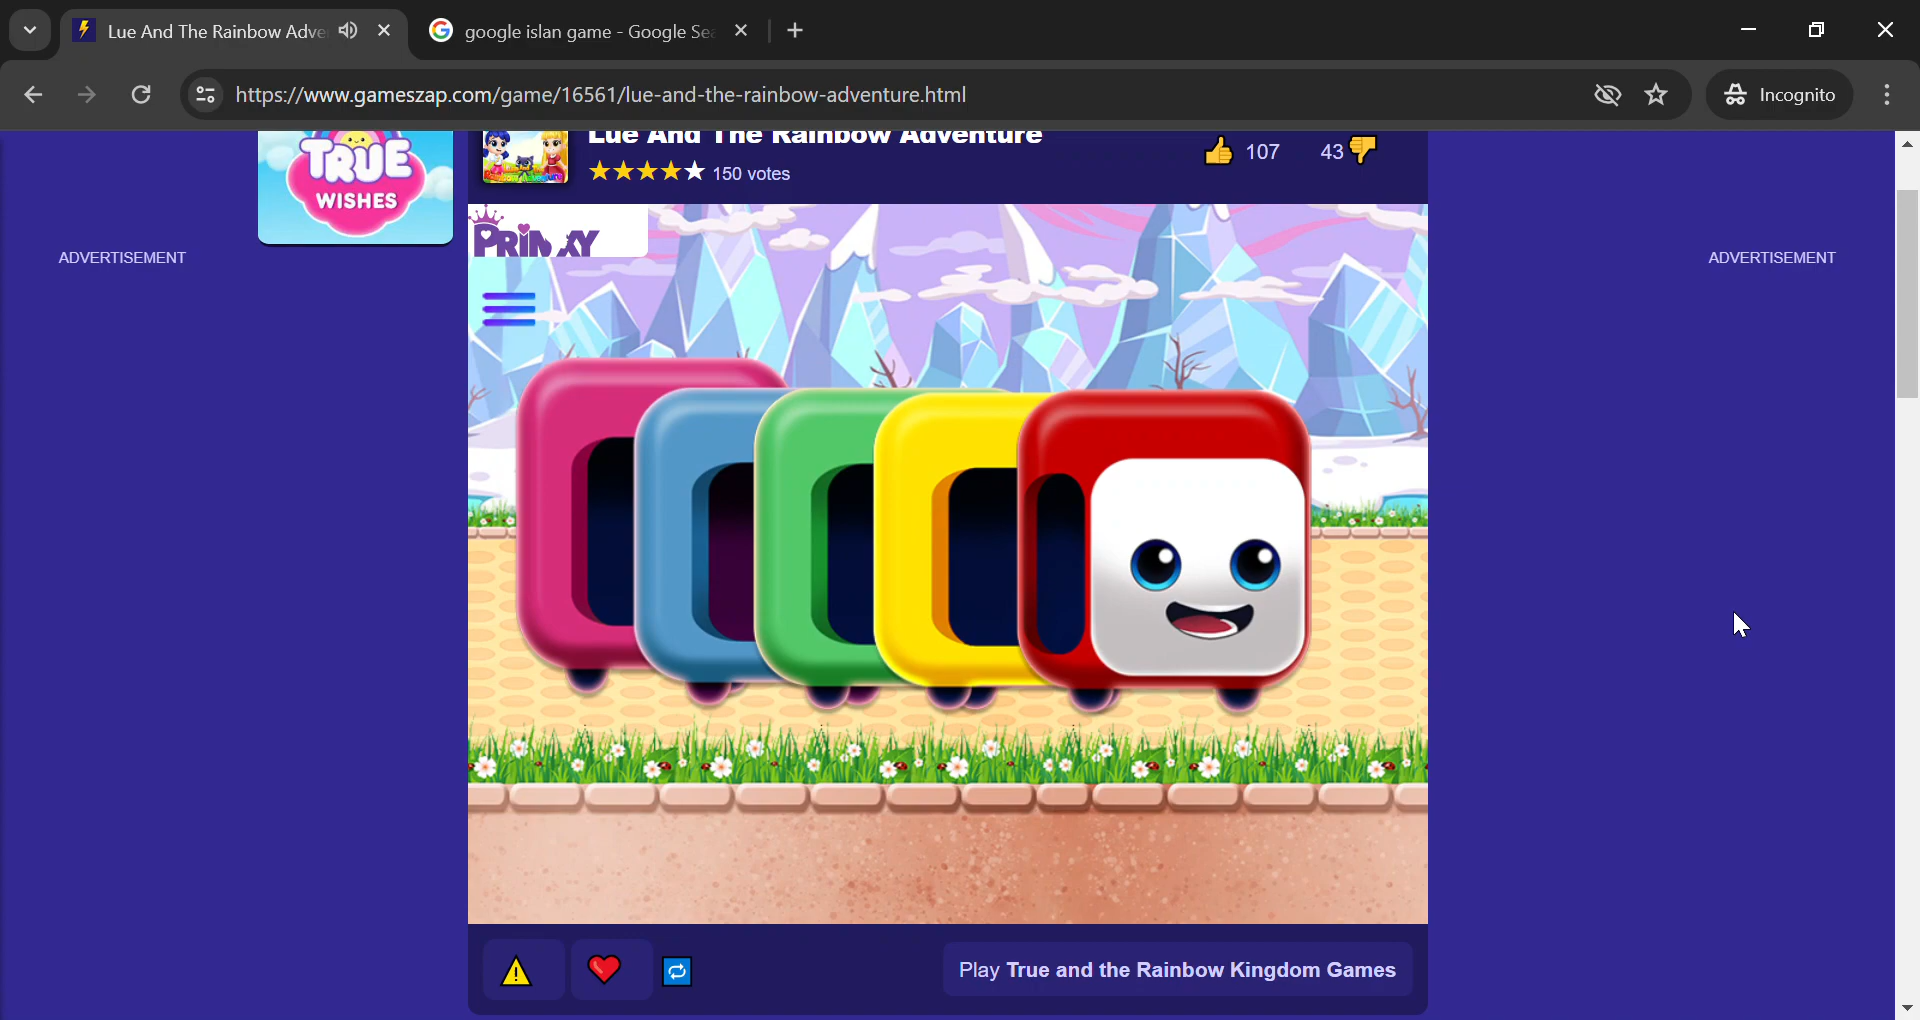 Lue And The Rainbow Adve
google islan game - Google Sea
https://www.gameszap.com/game/16561/lue-and-the-rainbow-adventure.html
Incognito
TRUE
WISHES
Lue And The Rainbow Adventure
150 votes
107
43
ADVERTISEMENT
ADVERTISEMENT
Play True and the Rainbow Kingdom Games